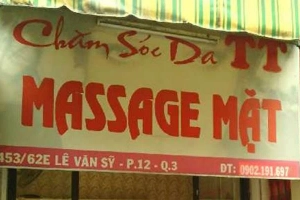 Chăm Sóc Da TT
MASSAGE MẶT
453/62E LÊ VĂN SỸ - P.12 - Q.3 ĐT: 0902.191.697